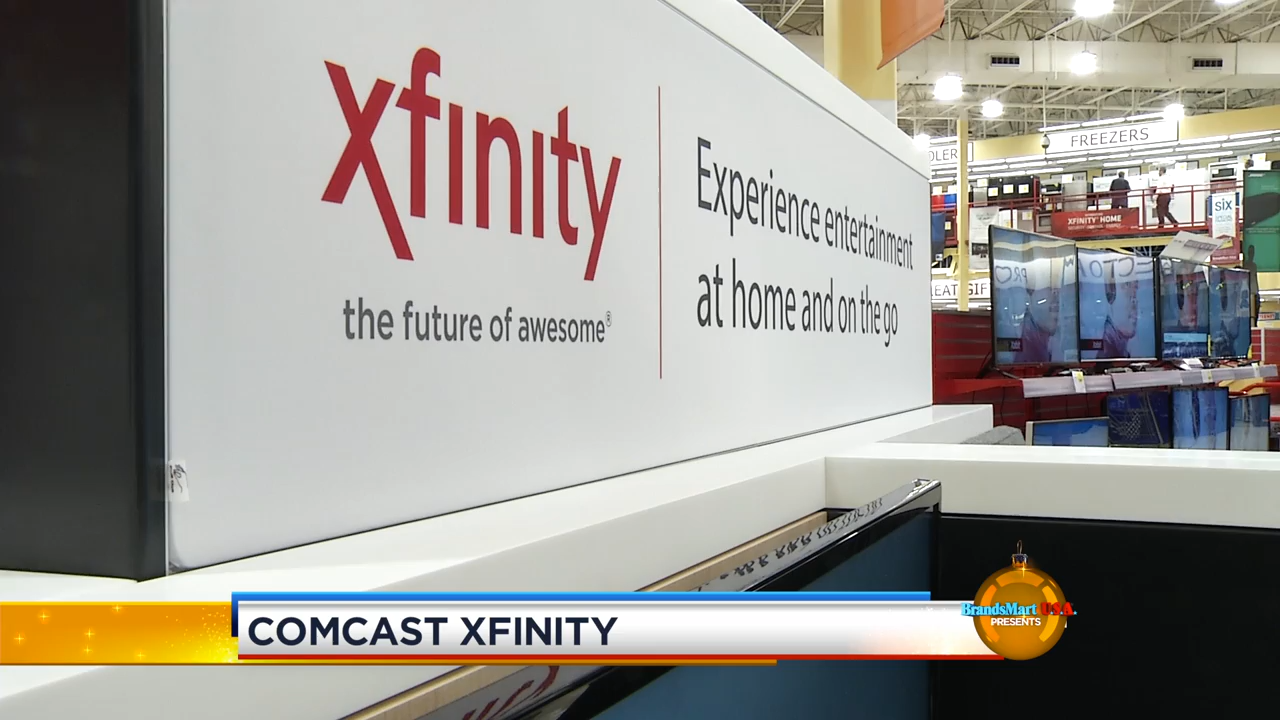 xfinity
the future of awesome®
Experience entertainment
at home and on the go
FREEZERS
XFINITY HOME
six
COMCAST XFINITY
BrandsMart U.S.A.
PRESENTS